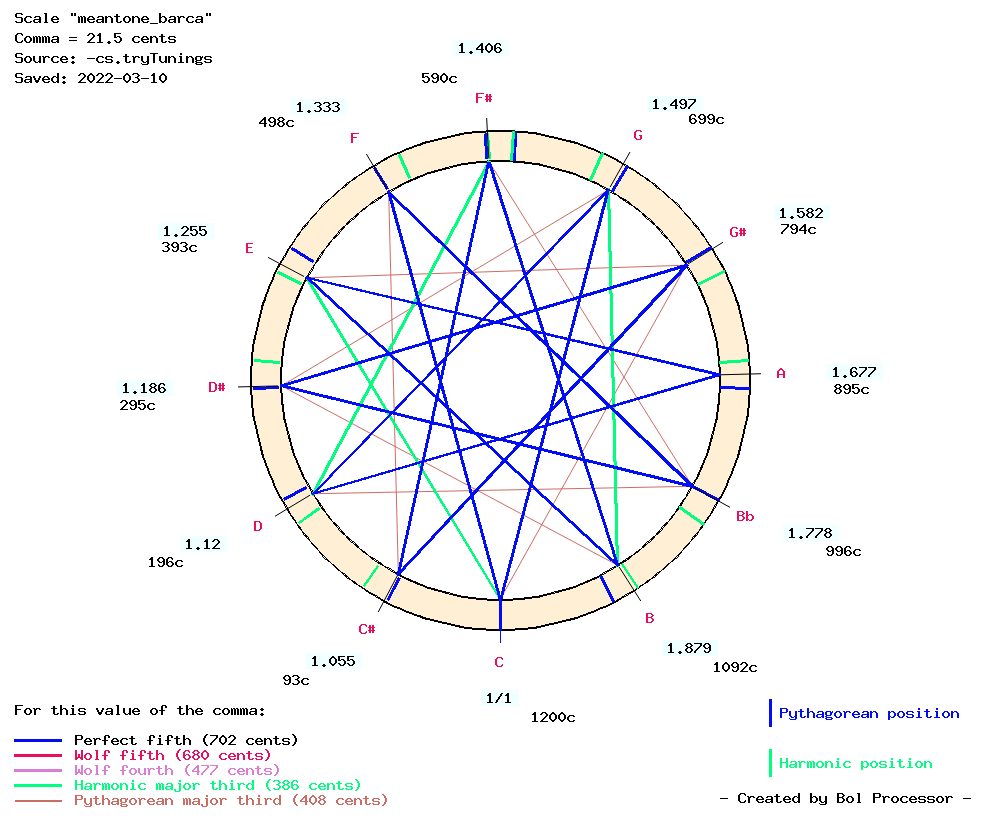 Scale "meantone_barca"
Comma = 21.5 cents
Source: -cs.tryTunings
Saved: 2022-03-10
1.406
590c
F#
1.333
498c
F
1.497
699c
G
1.255
393c
E
1.582
794c
G#
1.186
295c
D#
1.677
895c
A
1.12
196c
D
1.778
996c
Bb
1.055
93c
C#
1.879
1092c
B
C
1/1
1200c
For this value of the comma:
Perfect fifth (702 cents)
Wolf fifth (680 cents)
Wolf fourth (477 cents)
Harmonic major third (386 cents)
Pythagorean major third (408 cents)
Pythagorean position
Harmonic position
- Created by Bol Processor -